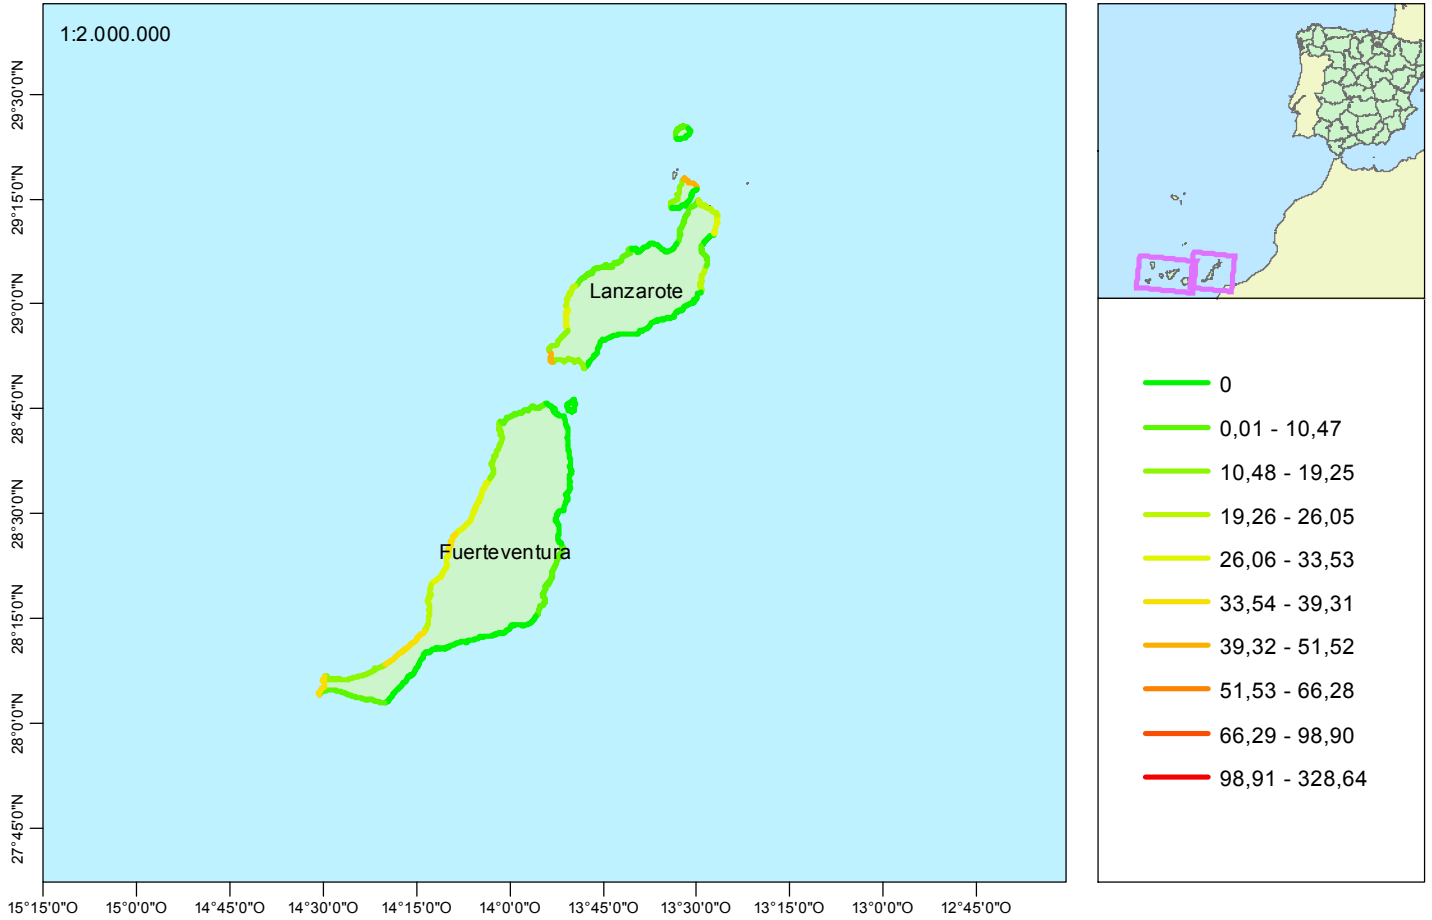 1:2.000.000
29°30'0"N
29°15'0"N
29°0'0"N
28°45'0"N
28°30'0"N
28°15'0"N
28°0'0"N
27°45'0"N
Lanzarote
Fuerteventura
15°15'0"O
15°0'0"O
14°45'0"O
14°30'0"O
14°15'0"O
14°0'0"O
13°45'0"O
13°30'0"O
13°15'0"O
13°0'0"O
12°45'0"O
0
0,01 - 10,47
10,48 - 19,25
19,26 - 26,05
26,06 - 33,53
33,54 - 39,31
39,32 - 51,52
51,53 - 66,28
66,29 - 98,90
98,91 - 328,64